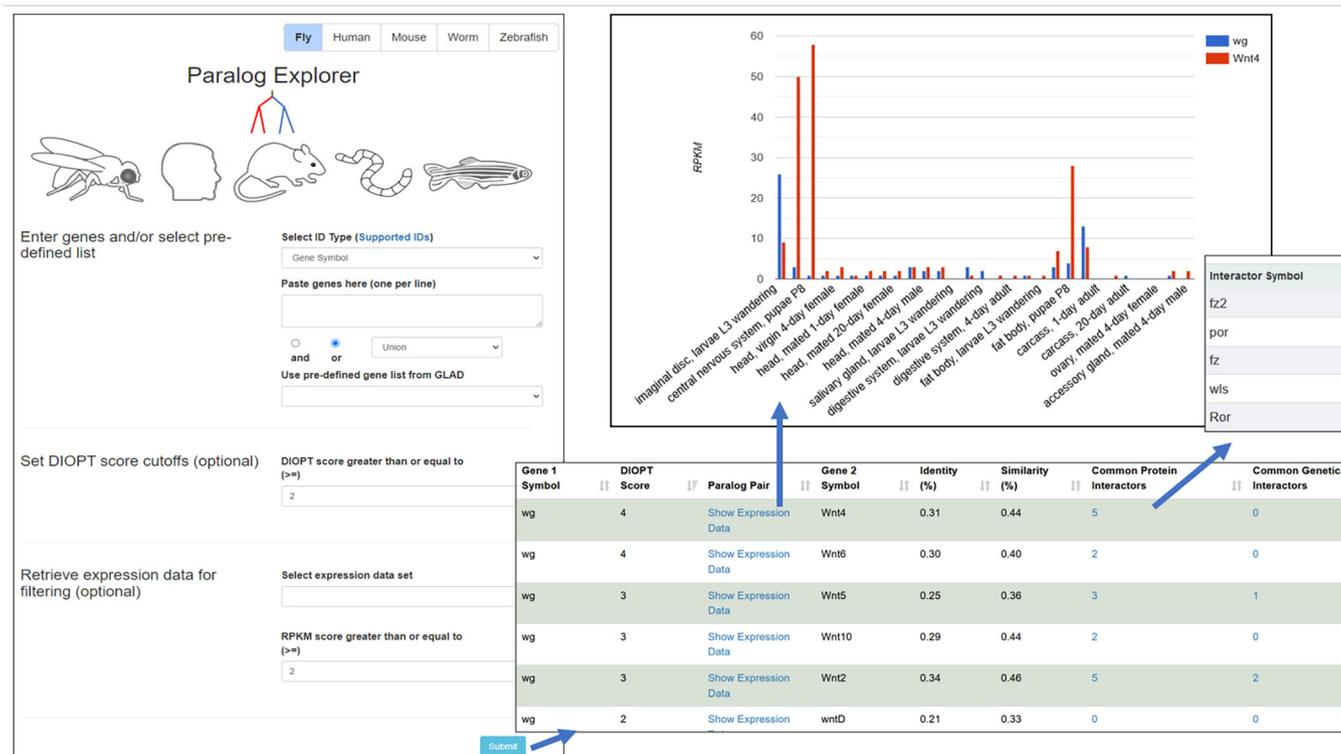 Fly Human Mouse Worm Zebrafish
Paralog Explorer
Enter genes and/or select pre-
defined list
Select ID Type (Supported IDs)
Gene Symbol
Paste genes here (one per line)
and or Union
Use pre-defined gene list from GLAD
Set DIOPT score cutoffs (optional)
DIOPT score greater than or equal to
(>=)
2
Retrieve expression data for
filtering (optional)
Select expression data set
RPKM score greater than or equal to
(>=)
2
Submit
RPKM
60
50
40
30
20
10
0
wg
Wnt4
imaginal disc, larvae L3 wandering
central nervous system, pupae P8
head, virgin 4-day female
head, mated 1-day female
head, mated 20-day female
head, mated 4-day male
salivary gland, larvae L3 wandering
digestive system, larvae L3 wandering
digestive system, 4-day adult
fat body, larvae L3 wandering
fat body, pupae P8
carcass, 1-day adult
carcass, 20-day adult
ovary, mated 4-day female
accessory gland, mated 4-day male
Interactor Symbol
fz2
por
fz
wls
Ror
Gene 1 DIOPT Gene 2 Identity Similarity Common Protein Common Genetic
Symbol Score Paralog Pair Symbol (%) (%) Interactors Interactors
wg 4 Show Expression Wnt4 0.31 0.44 5 0
Data
wg 4 Show Expression Wnt6 0.30 0.40 2 0
Data
wg 3 Show Expression Wnt5 0.25 0.36 3 1
Data
wg 3 Show Expression Wnt10 0.29 0.44 2 0
Data
wg 3 Show Expression Wnt2 0.34 0.46 5 2
Data
wg 2 Show Expression wntD 0.21 0.33 0 0